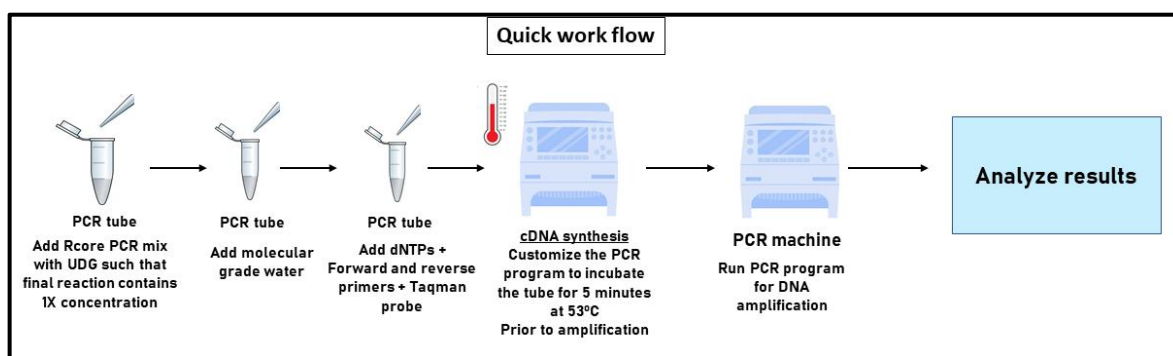 Quick work flow
PCR tube
Add Rcore PCR mix
with UDG such that
final reaction contains
1X concentration
PCR tube
Add molecular
grade water
PCR tube
Add dNTPs +
Forward and reverse
primers + Taqman
probe
cDNA synthesis
Customize the PCR
program to incubate
the tube for 5 minutes
at 53ºC
Prior to amplification
PCR machine
Run PCR program
for DNA
amplification
Analyze results